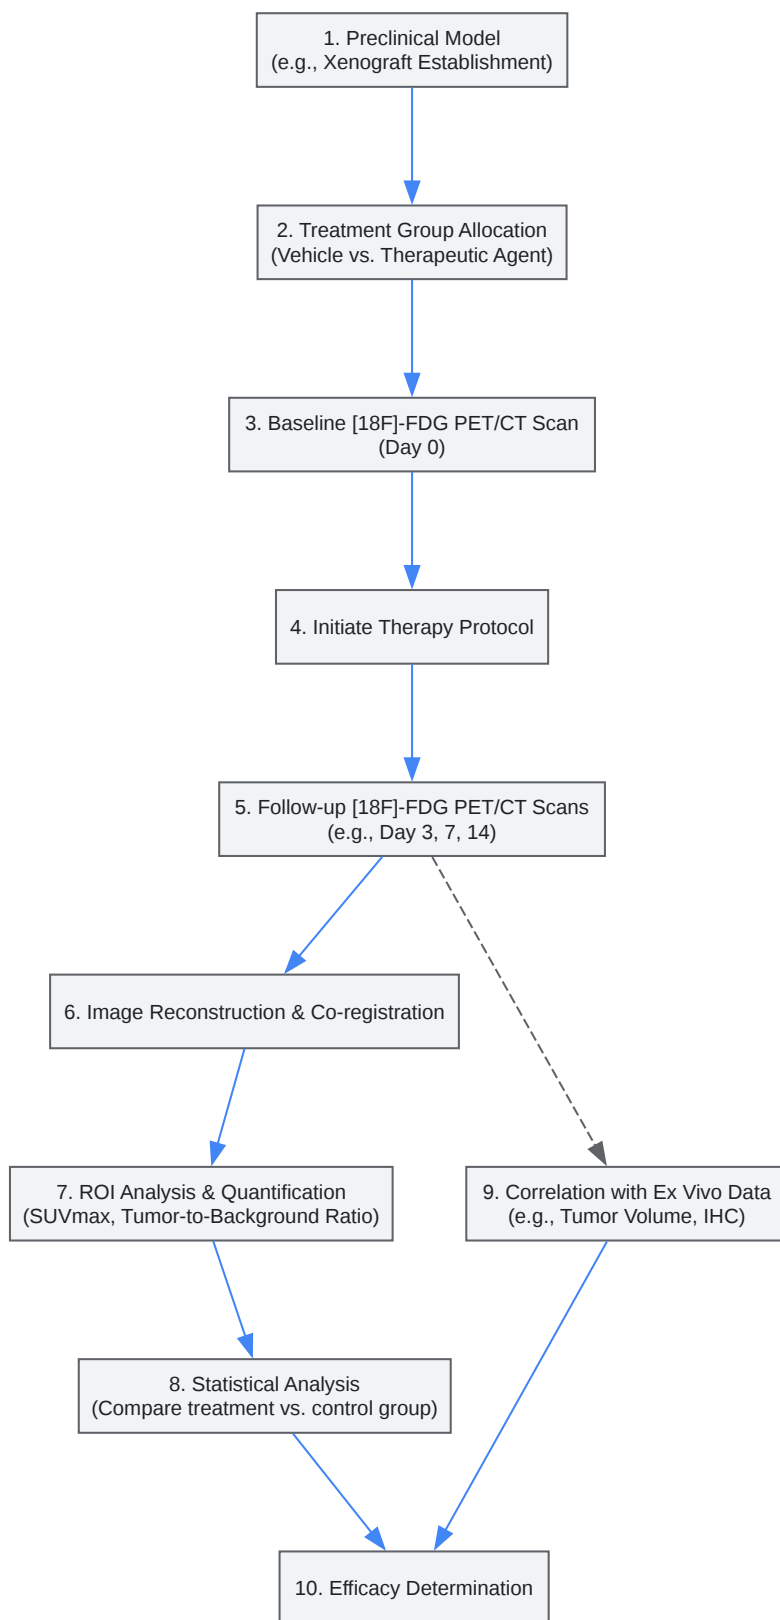 1. Preclinical Model
(e.g., Xenograft Establishment)
2. Treatment Group Allocation
(Vehicle vs. Therapeutic Agent)
3. Baseline [18F]-FDG PET/CT Scan
(Day 0)
4. Initiate Therapy Protocol
5. Follow-up [18F]-FDG PET/CT Scans
(e.g., Day 3, 7, 14)
6. Image Reconstruction & Co-registration
7. ROI Analysis & Quantification
(SUVmax, Tumor-to-Background Ratio)
9. Correlation with Ex Vivo Data
(e.g., Tumor Volume, IHC)
8. Statistical Analysis
(Compare treatment vs. control group)
10. Efficacy Determination